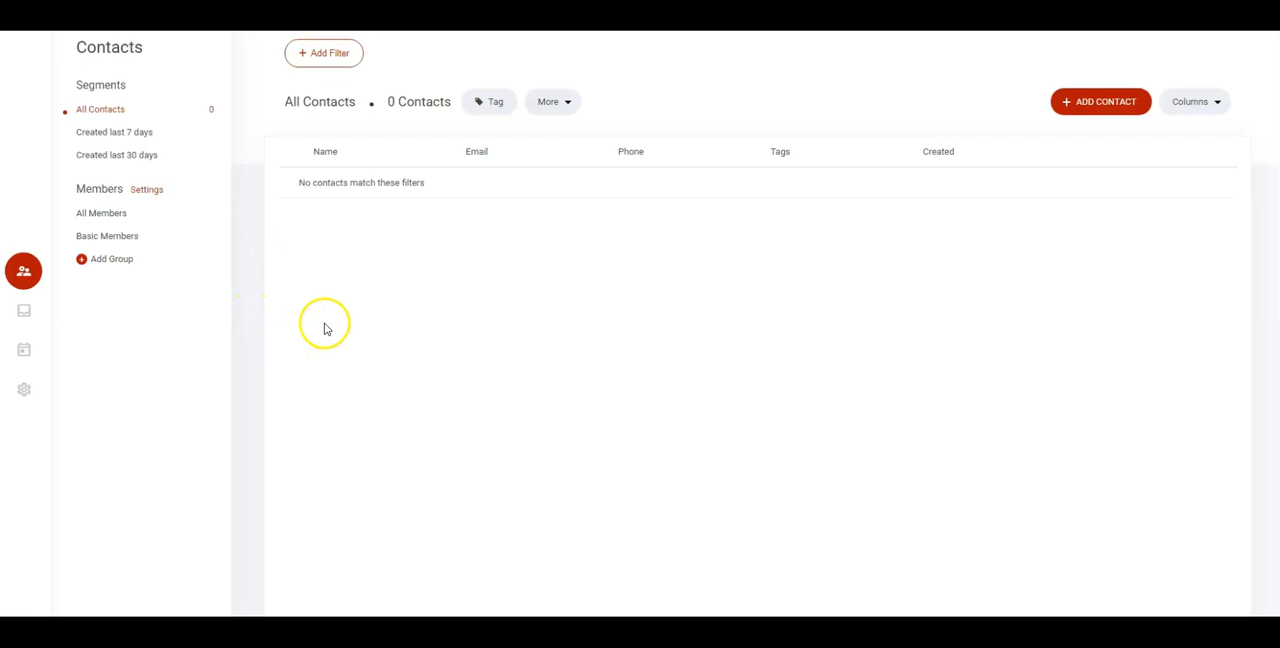 Contacts
Segments
All Contacts 0
Created last 7 days
Created last 30 days
Members Settings
All Members
Basic Members
Add Group
+ Add Filter
All Contacts • 0 Contacts Tag More
+ ADD CONTACT Columns
Name Email Phone Tags Created
No contacts match these filters